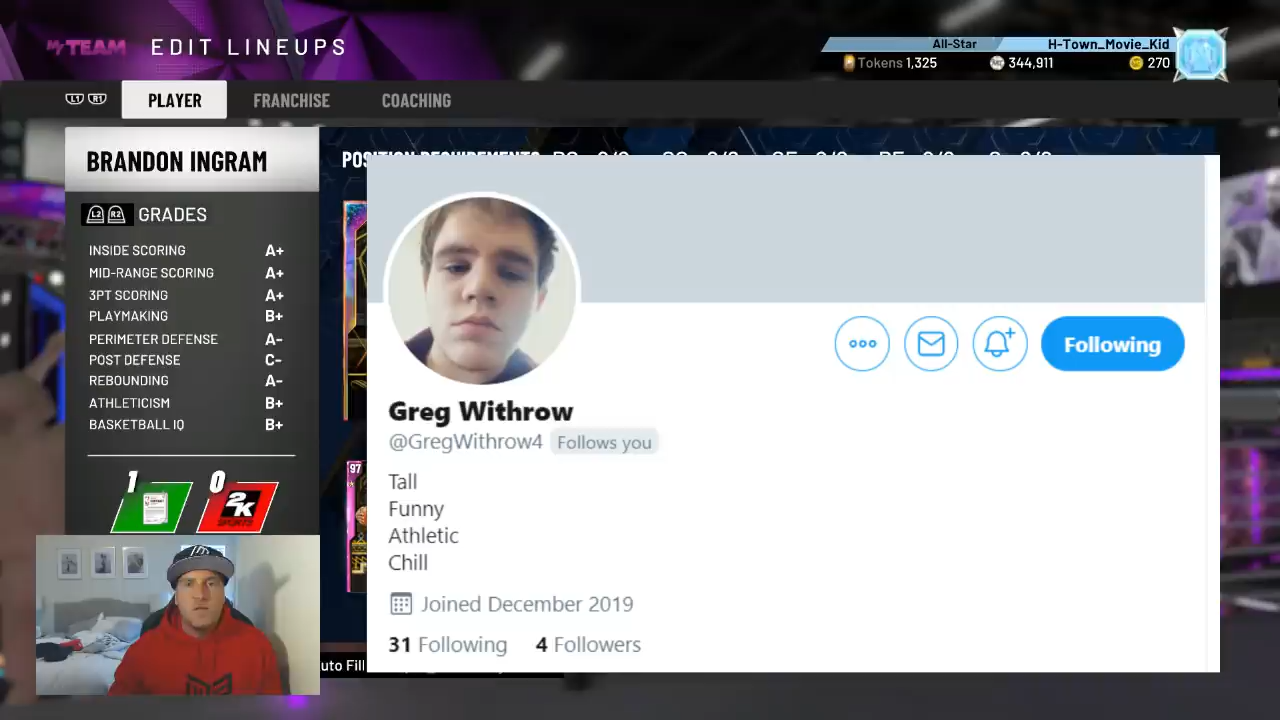 MYTEAM EDIT LINEUPS
All-Star H-Town_Movie_Kid
Tokens 1,325 344,911 270
L1 R1 PLAYER FRANCHISE COACHING
BRANDON INGRAM
L2 R2 GRADES
INSIDE SCORING A+
MID-RANGE SCORING A+
3PT SCORING A+
PLAYMAKING B+
PERIMETER DEFENSE A-
POST DEFENSE C-
REBOUNDING A-
ATHLETICISM B+
BASKETBALL IQ B+
1 0
2K
SPORTS
97
Following
Greg Withrow
@GregWithrow4 Follows you
Tall
Funny
Athletic
Chill
Joined December 2019
31 Following 4 Followers
uto Fill